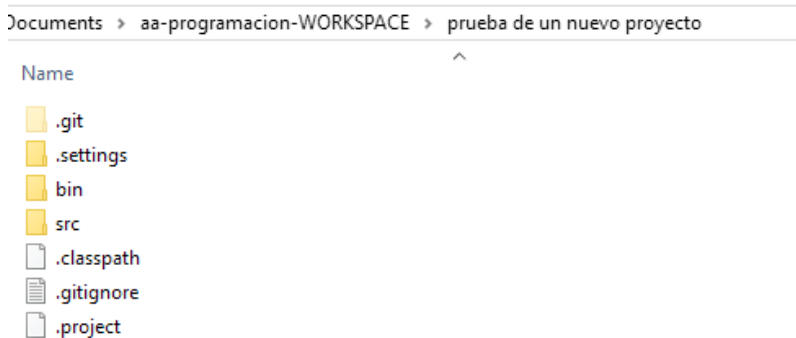 Documents > aa-programacion-WORKSPACE > prueba de un nuevo proyecto
Name
.git
.settings
bin
src
.classpath
.gitignore
.project